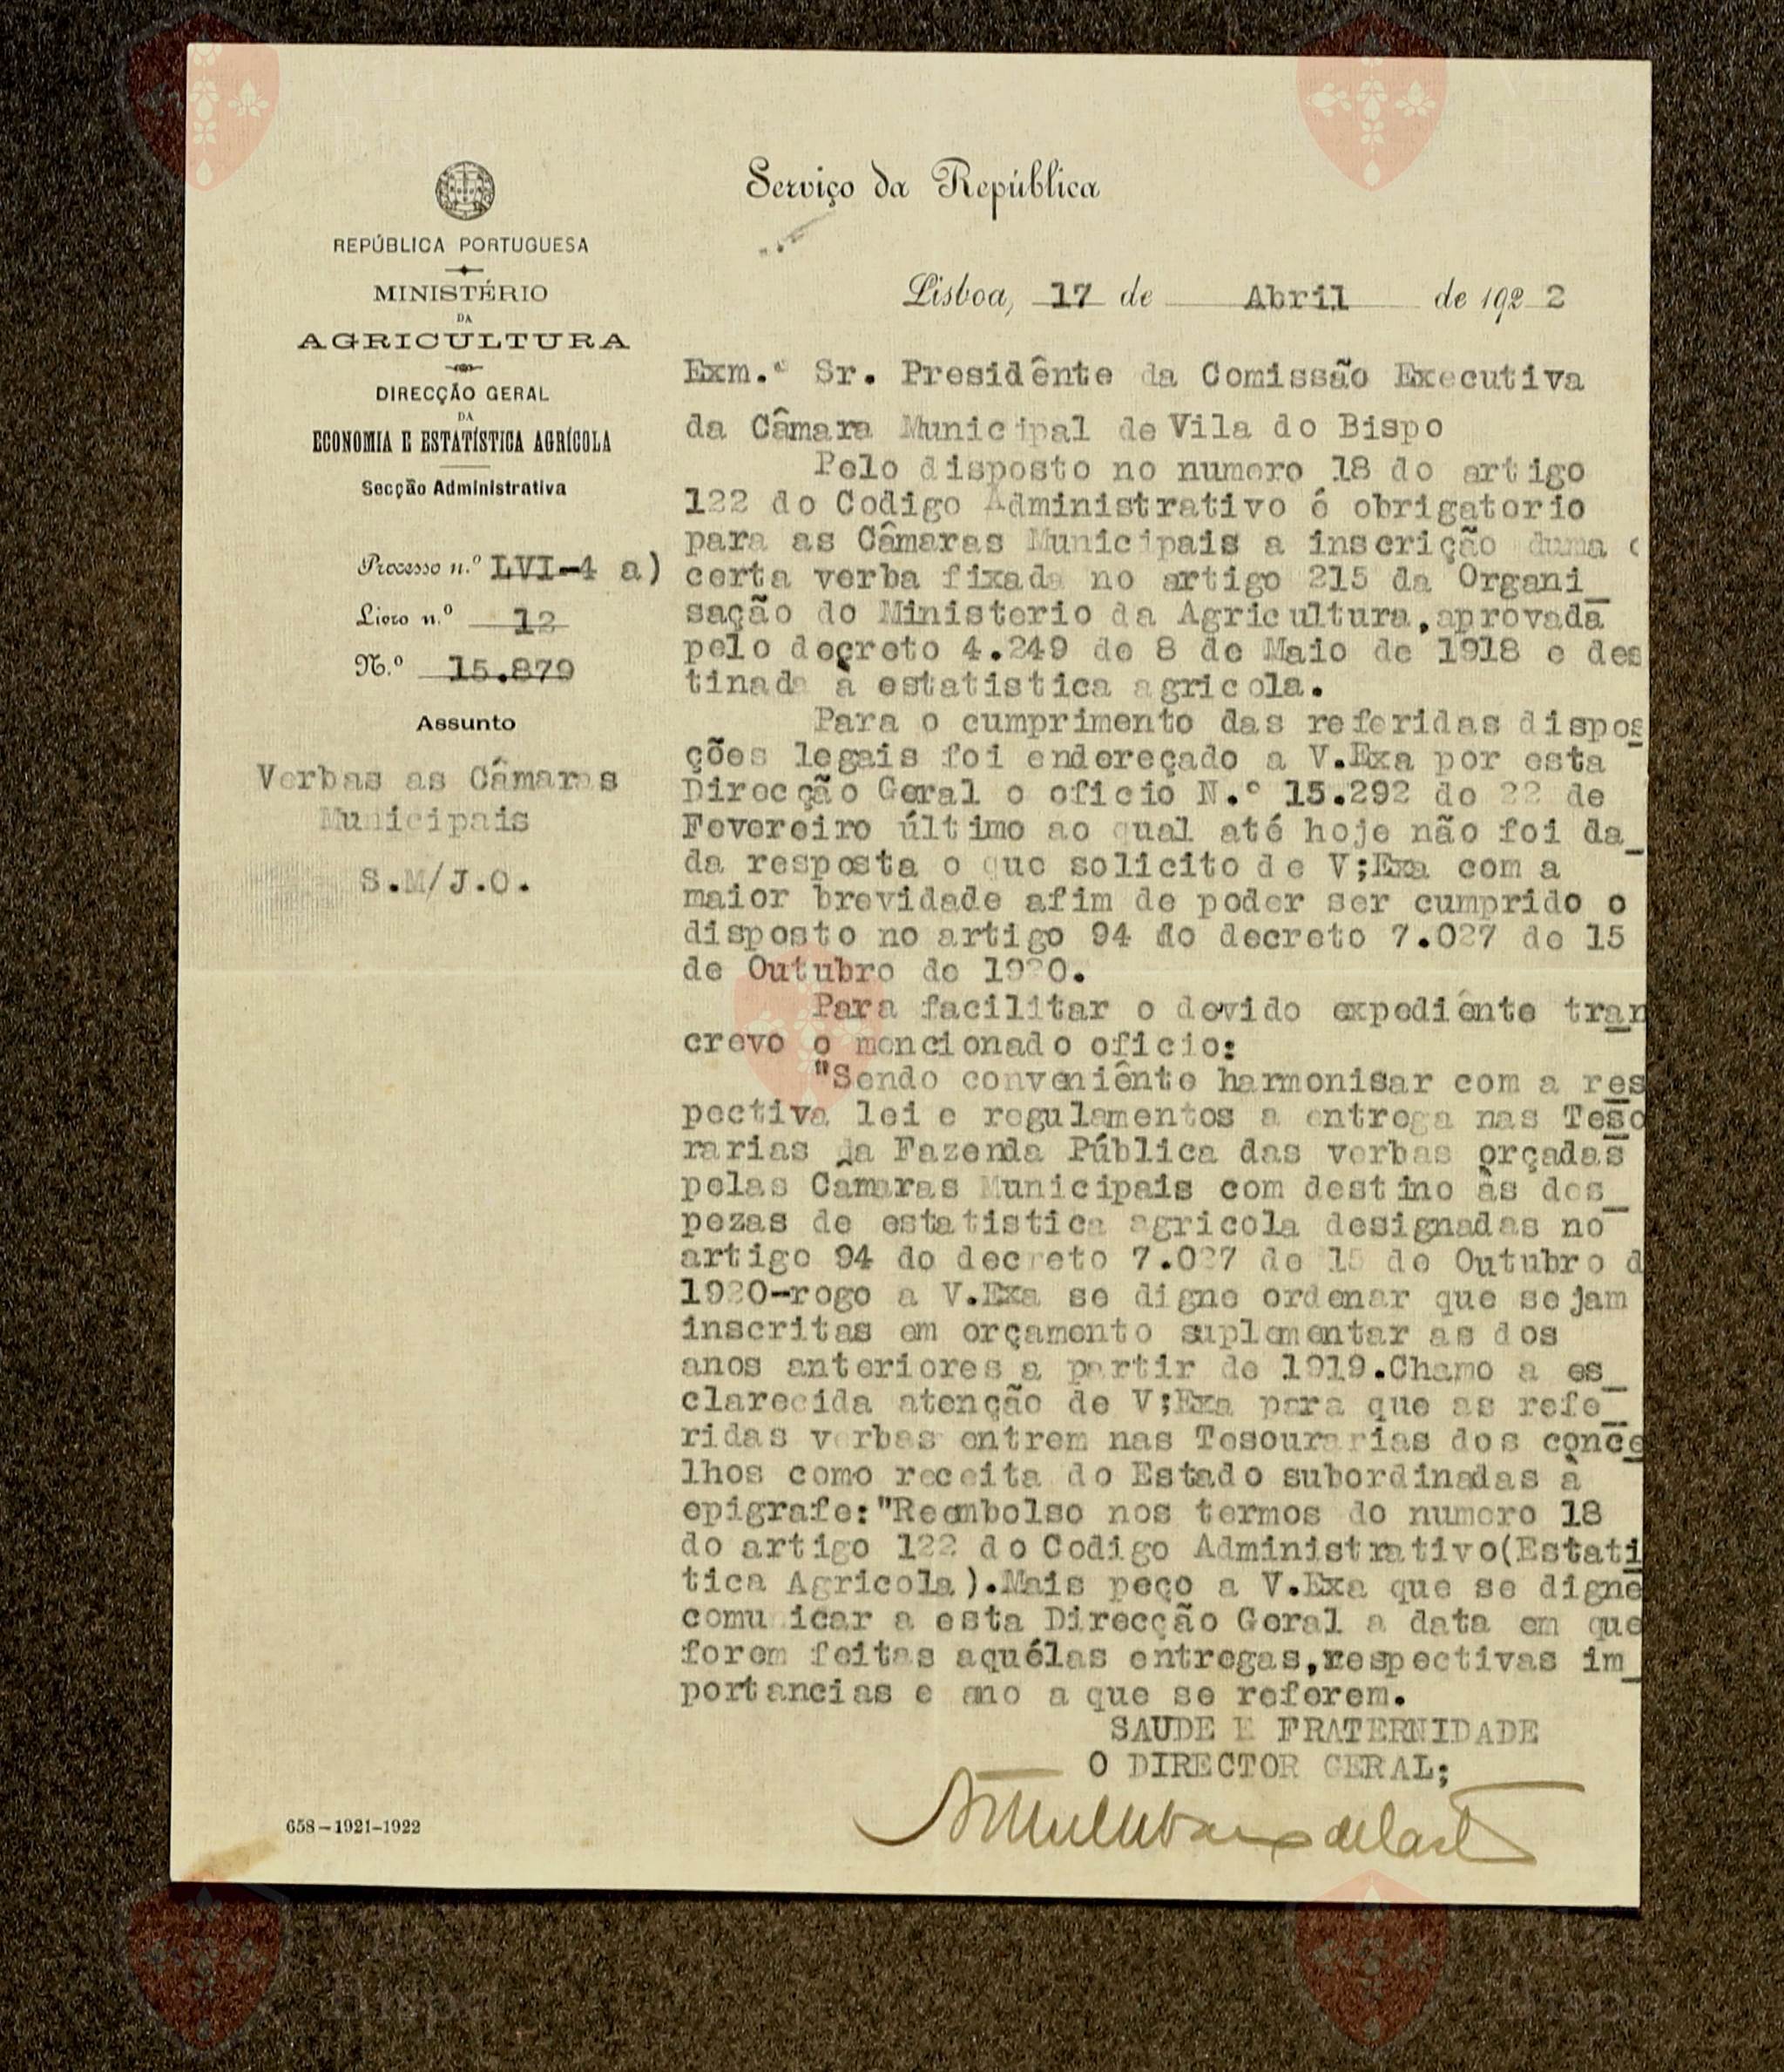 Serviço da República
REPÚBLICA PORTUGUESA
MINISTÉRIO
DA
AGRICULTURA
DIRECÇÃO GERAL
DA
ECONOMIA E ESTATÍSTICA AGRÍCOLA
Secção Administrativa
Processo n.º LVI-4 a)
Livro n.º 12
N.º 15.879
Assunto
Verbas as Câmaras
Municipais
S.M/J.O.
Lisboa, 17 de Abril de 1922
Exm.º Sr. Presidênte da Comissão Executiva
da Câmara Municipal de Vila do Bispo
Pelo disposto no numero 18 do artigo
122 do Codigo Administrativo é obrigatorio
para as Câmaras Municipais a inscrição duma c
certa verba fixada no artigo 215 da Organi_
sação do Ministerio da Agricultura,aprovada
pelo decreto 4.249 de 8 de Maio de 1918 e des
tinada à estatistica agricola.
Para o cumprimento das referidas dispos
ções legais foi endereçado a V.Exa por esta
Direcção Geral o oficio N.º 15.292 de 22 de
Fevereiro último ao qual até hoje não foi da_
da resposta o que solicito de V;Exa com a
maior brevidade afim de poder ser cumprido o
disposto no artigo 94 do decreto 7.027 de 15
de Outubro de 1920.
Para facilitar o devido expediênte tran
crevo o mencionado oficio:
"Sendo conveniênte harmonisar com a res
pectiva lei e regulamentos a entrega nas Teso
rarias da Fazenda Pública das verbas orçadas
pelas Câmaras Municipais com destino às des_
pezas de estatistica agricola designadas no
artigo 94 do decreto 7.027 de 15 de Outubro d
1920-rogo a V.Exa se digne ordenar que sejam
inscritas em orçamento suplementar as dos
anos anteriores a partir de 1919.Chamo a es_
clarecida atenção de V;Exa para que as refe_
ridas verbas entrem nas Tesourarias dos conce
lhos como receita do Estado subordinadas à
epigrafe:"Reembolso nos termos do numero 18
do artigo 122 do Codigo Administrativo(Estati
tica Agricola).Mais peço a V.Exa que se digne
comunicar a esta Direcção Geral a data em que
forem feitas aquélas entregas,respectivas im_
portancias e ano a que se referem.
SAUDE E FRATERNIDADE
O DIRECTOR GERAL;
658-1921-1922